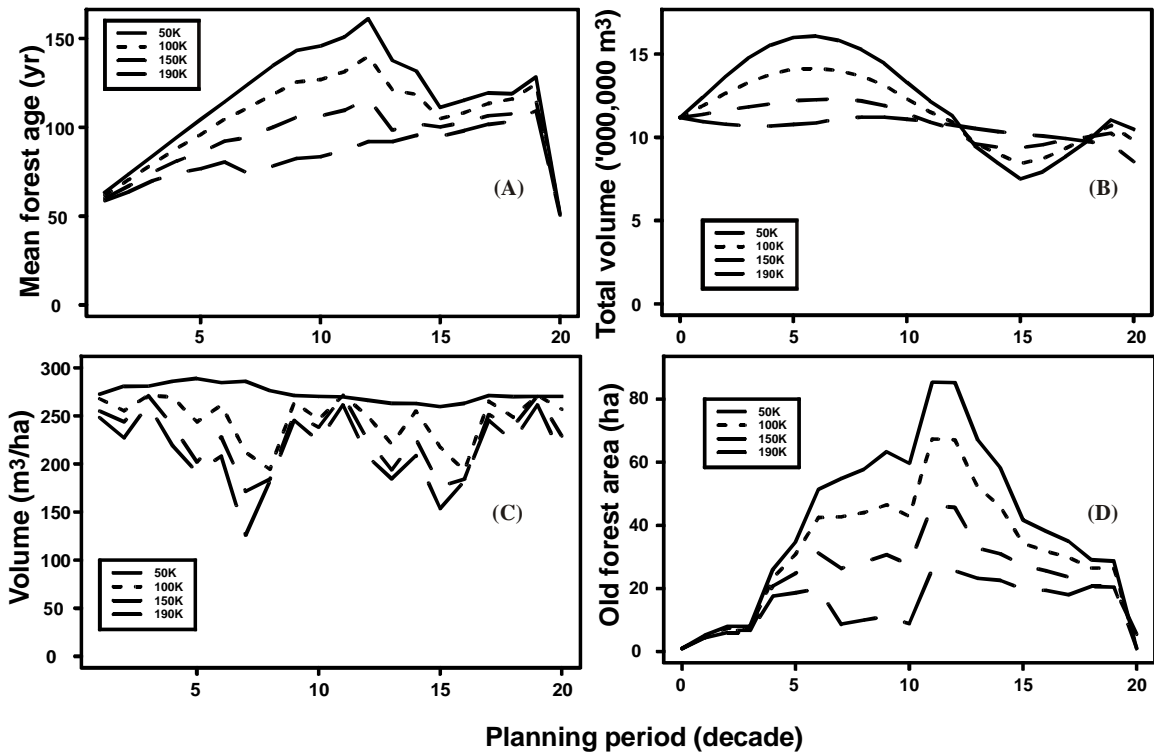 Mean forest age (yr)
150
100
50
0
50K
100K
150K
190K
(A)
5
10
15
20
Total volume ('000,000 m³)
15
10
5
0
50K
100K
150K
190K
(B)
0
5
10
15
20
Volume (m³/ha)
300
250
200
150
100
50
0
50K
100K
150K
190K
(C)
5
10
15
20
Old forest area (ha)
80
60
40
20
0
50K
100K
150K
190K
(D)
0
5
10
15
20
Planning period (decade)